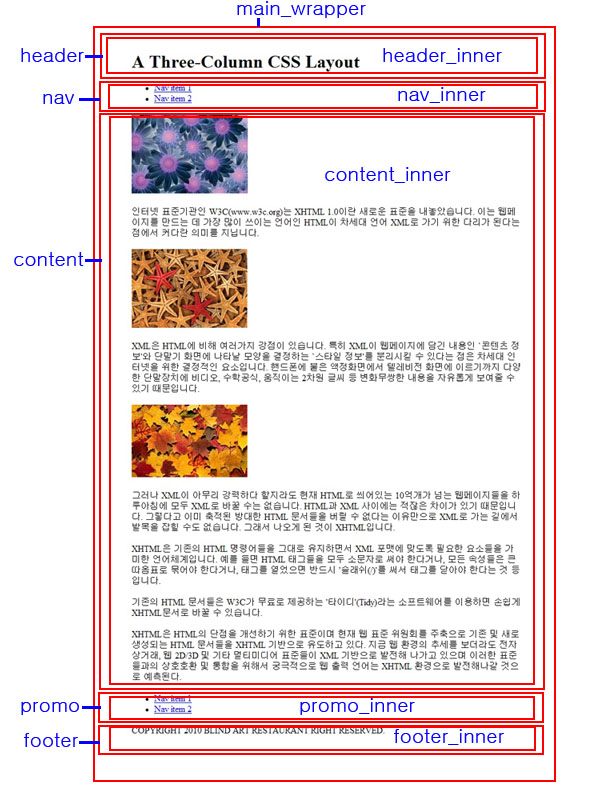 main_wrapper
header
A Three-Column CSS Layout
header_inner
nav
Nav item 1
Nav item 2
nav_inner
content_inner
인터넷 표준기관인 W3C(www.w3c.org)는 XHTML 1.0이란 새로운 표준을 내놓았습니다. 이는 웹페
이지를 만드는 데 가장 많이 쓰이는 언어인 HTML이 차세대 언어 XML로 가기 위한 다리가 된다는
점에서 커다란 의미를 지닙니다.
content
XML은 HTML에 비해 여러가지 강점이 있습니다. 특히 XML이 웹페이지에 담긴 내용인 `콘텐츠 정
보'와 단말기 화면에 나타날 모양을 결정하는 `스타일 정보'를 분리시킬 수 있다는 점은 차세대 인
터넷을 위한 결정적인 요소입니다. 핸드폰에 붙은 액정화면에서 텔레비전 화면에 이르기까지 다양
한 단말장치에 비디오, 수학공식, 움직이는 2차원 글씨 등 변화무쌍한 내용을 자유롭게 보여줄 수
있기 때문입니다.
그러나 XML이 아무리 강력하다 할지라도 현재 HTML로 씌어있는 10억개가 넘는 웹페이지들을 하
루아침에 모두 XML로 바꿀 수는 없습니다. HTML과 XML 사이에는 적잖은 차이가 있기 때문입니
다. 그렇다고 이미 축적된 방대한 HTML 문서들을 버릴 수 없다는 이유만으로 XML로 가는 길에서
발목을 잡힐 수도 없습니다. 그래서 나오게 된 것이 XHTML입니다.
XHTML은 기존의 HTML 명령어들을 그대로 유지하면서 XML 포맷에 맞도록 필요한 요소들을 가
미한 언어체계입니다. 예를 들면 HTML 태그들을 모두 소문자로 써야 한다거나, 모든 속성들은 큰
따옴표로 묶어야 한다거나, 태그를 열었으면 반드시 '슬래쉬(/)'를 써서 태그를 닫아야 한다는 것 등
입니다.
기존의 HTML 문서들은 W3C가 무료로 제공하는 '타이디'(Tidy)라는 소프트웨어를 이용하면 손쉽게
XHTML문서로 바꿀 수 있습니다.
XHTML은 HTML의 단점을 개선하기 위한 표준이며 현재 웹 표준 위원회를 주축으로 기존 및 새로
생성되는 HTML 문서들을 XHTML 기반으로 유도하고 있다. 지금 웹 환경의 추세를 보더라도 전자
상거래, 웹 2D/3D 및 기타 멀티미디어 표준들이 XML 기반으로 발전해 나가고 있으며 이러한 표준
들과의 상호호환 및 통합을 위해서 궁극적으로 웹 출력 언어는 XHTML 환경으로 발전해나갈 것으
로 예측된다.
promo
Nav item 1
Nav item 2
promo_inner
footer
COPYRIGHT 2010 BLIND ART RESTAURANT RIGHT RESERVED.
footer_inner